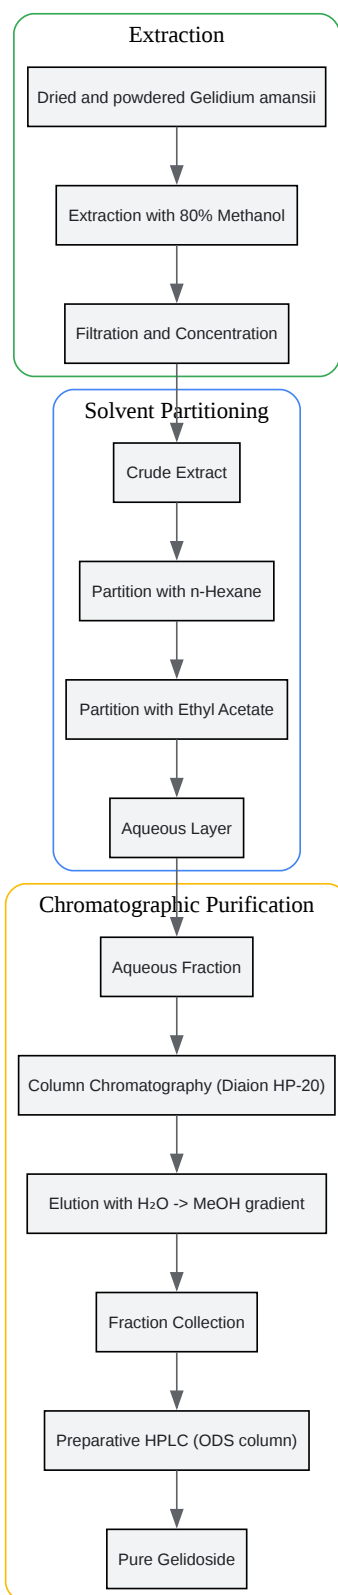 Extraction
Dried and powdered Gelidium amansii
Extraction with 80% Methanol
Filtration and Concentration
Solvent Partitioning
Crude Extract
Partition with n-Hexane
Partition with Ethyl Acetate
Aqueous Layer
Chromatographic Purification
Aqueous Fraction
Column Chromatography (Diaion HP-20)
Elution with H₂O -> MeOH gradient
Fraction Collection
Preparative HPLC (ODS column)
Pure Gelidoside